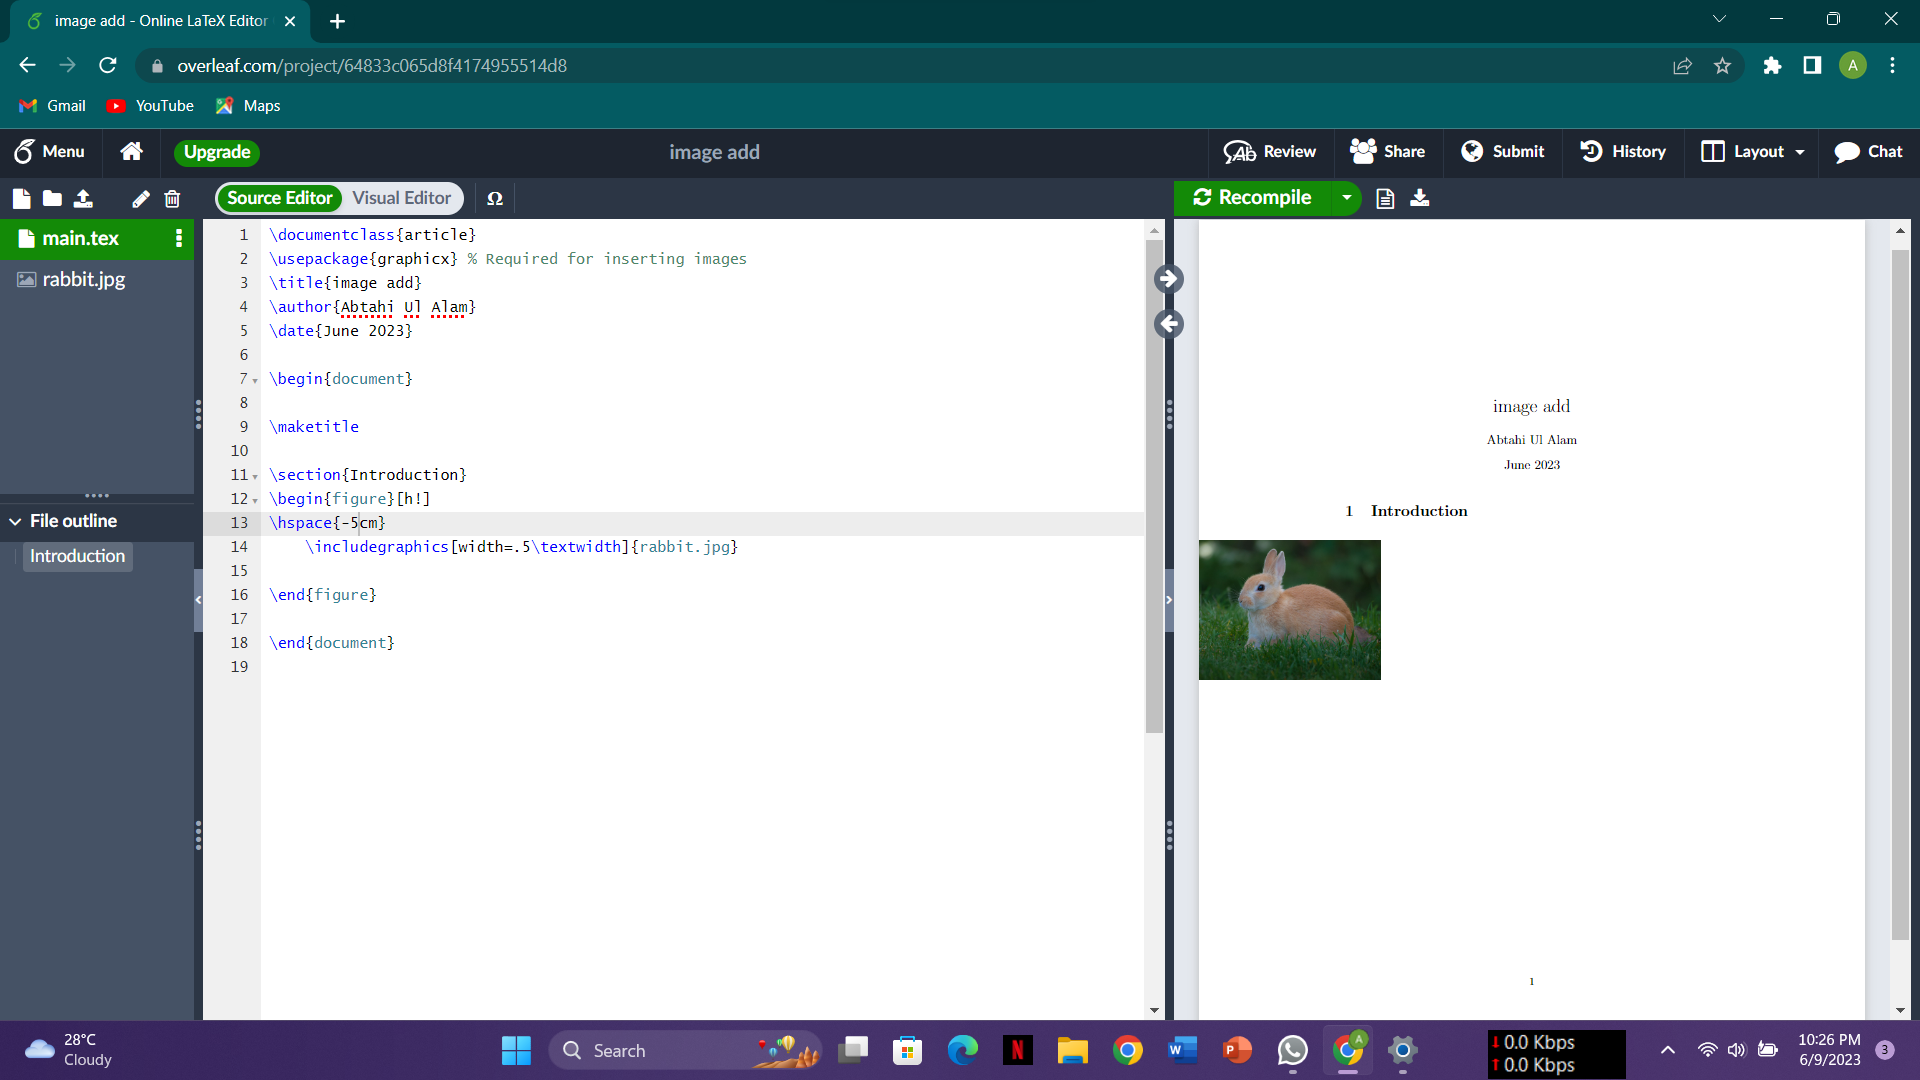 image add - Online LaTeX Editor
overleaf.com/project/64833c065d8f4174955514d8
A
Gmail YouTube Maps
Menu Upgrade image add Review Share Submit History Layout Chat
Source Editor Visual Editor Ω Recompile
main.tex
rabbit.jpg
File outline
Introduction
1 \documentclass{article}
2 \usepackage{graphicx} % Required for inserting images
3 \title{image add}
4 \author{Abtahi Ul Alam}
5 \date{June 2023}
6
7 \begin{document}
8
9 \maketitle
10
11 \section{Introduction}
12 \begin{figure}[h!]
13 \hspace{-5cm}
14 \includegraphics[width=.5\textwidth]{rabbit.jpg}
15
16 \end{figure}
17
18 \end{document}
19
image add
Abtahi Ul Alam
June 2023
1 Introduction
1
28°C
Cloudy
Search
N
W
P
A
0.0 Kbps
0.0 Kbps
10:26 PM
6/9/2023
3